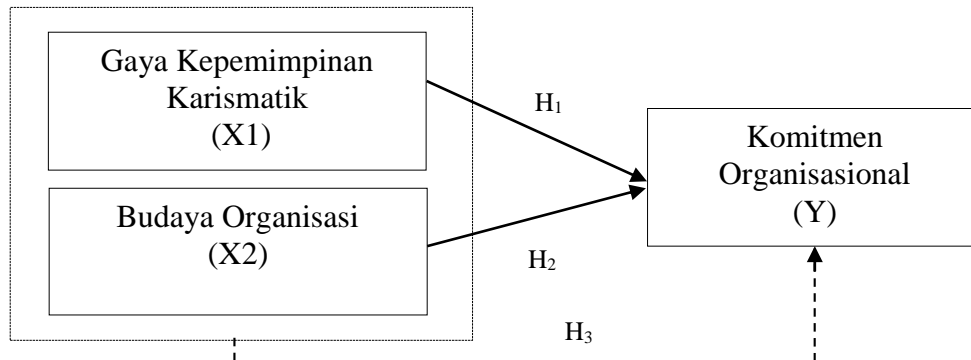 Gaya Kepemimpinan
Karismatik
(X1)
Budaya Organisasi
(X2)
H₁
H₂
H₃
Komitmen
Organisasional
(Y)